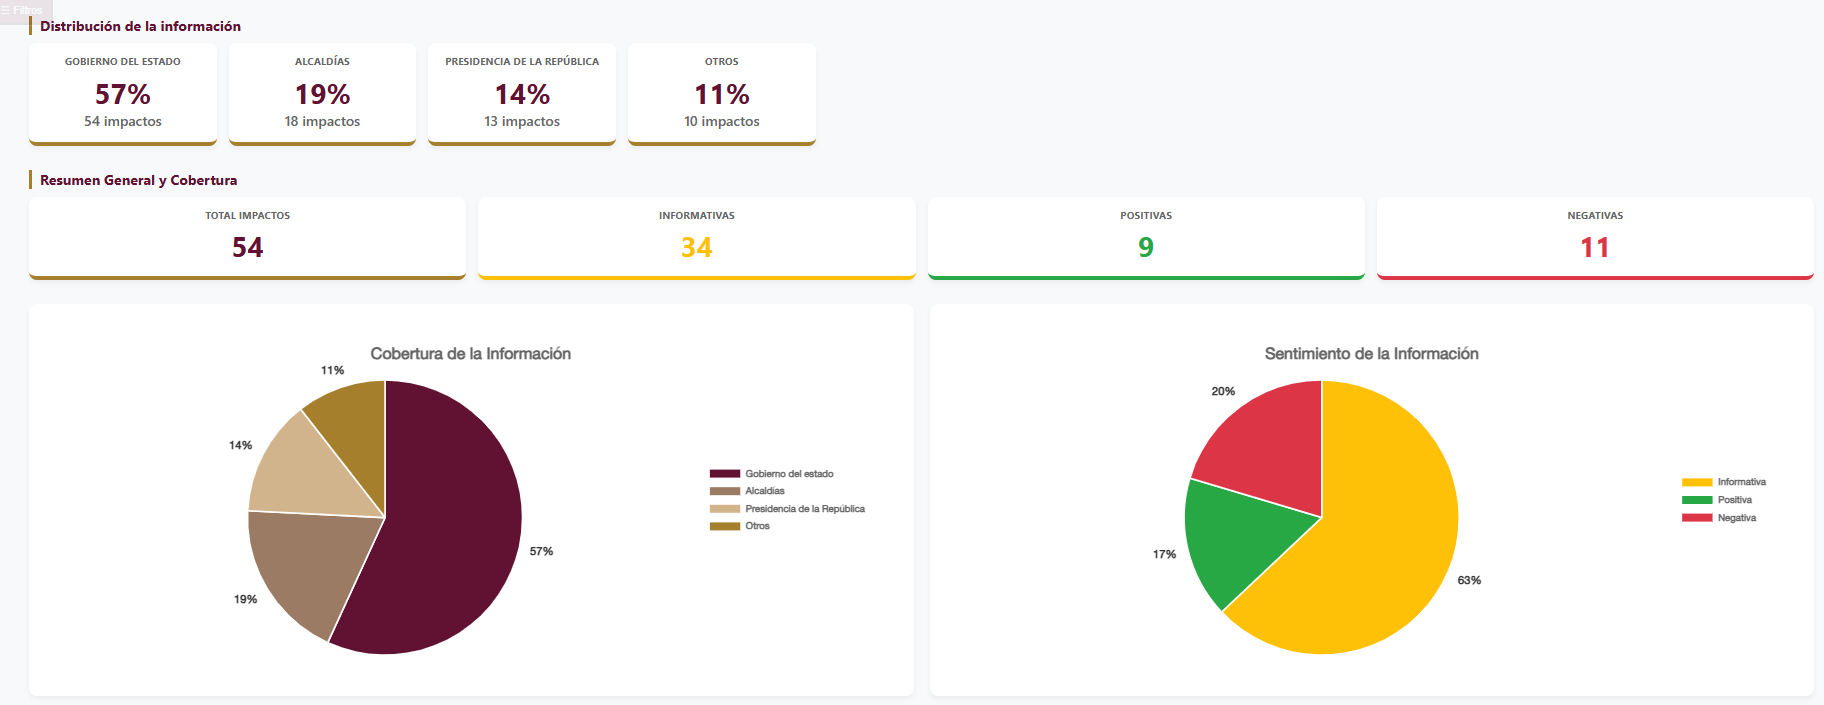 ☰ Filtros
Distribución de la información
GOBIERNO DEL ESTADO
57%
54 impactos
ALCALDÍAS
19%
18 impactos
PRESIDENCIA DE LA REPÚBLICA
14%
13 impactos
OTROS
11%
10 impactos
Resumen General y Cobertura
TOTAL IMPACTOS
54
INFORMATIVAS
34
POSITIVAS
9
NEGATIVAS
11
Cobertura de la Información
11%
14%
19%
57%
Gobierno del estado
Alcaldías
Presidencia de la República
Otros
Sentimiento de la Información
20%
17%
63%
Informativa
Positiva
Negativa